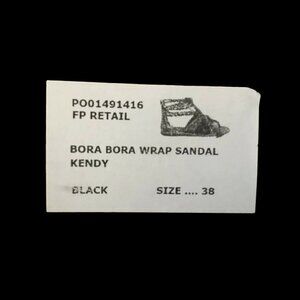 PO01491416
FP RETAIL
BORA BORA WRAP SANDAL
KENDY
BLACK SIZE .... 38